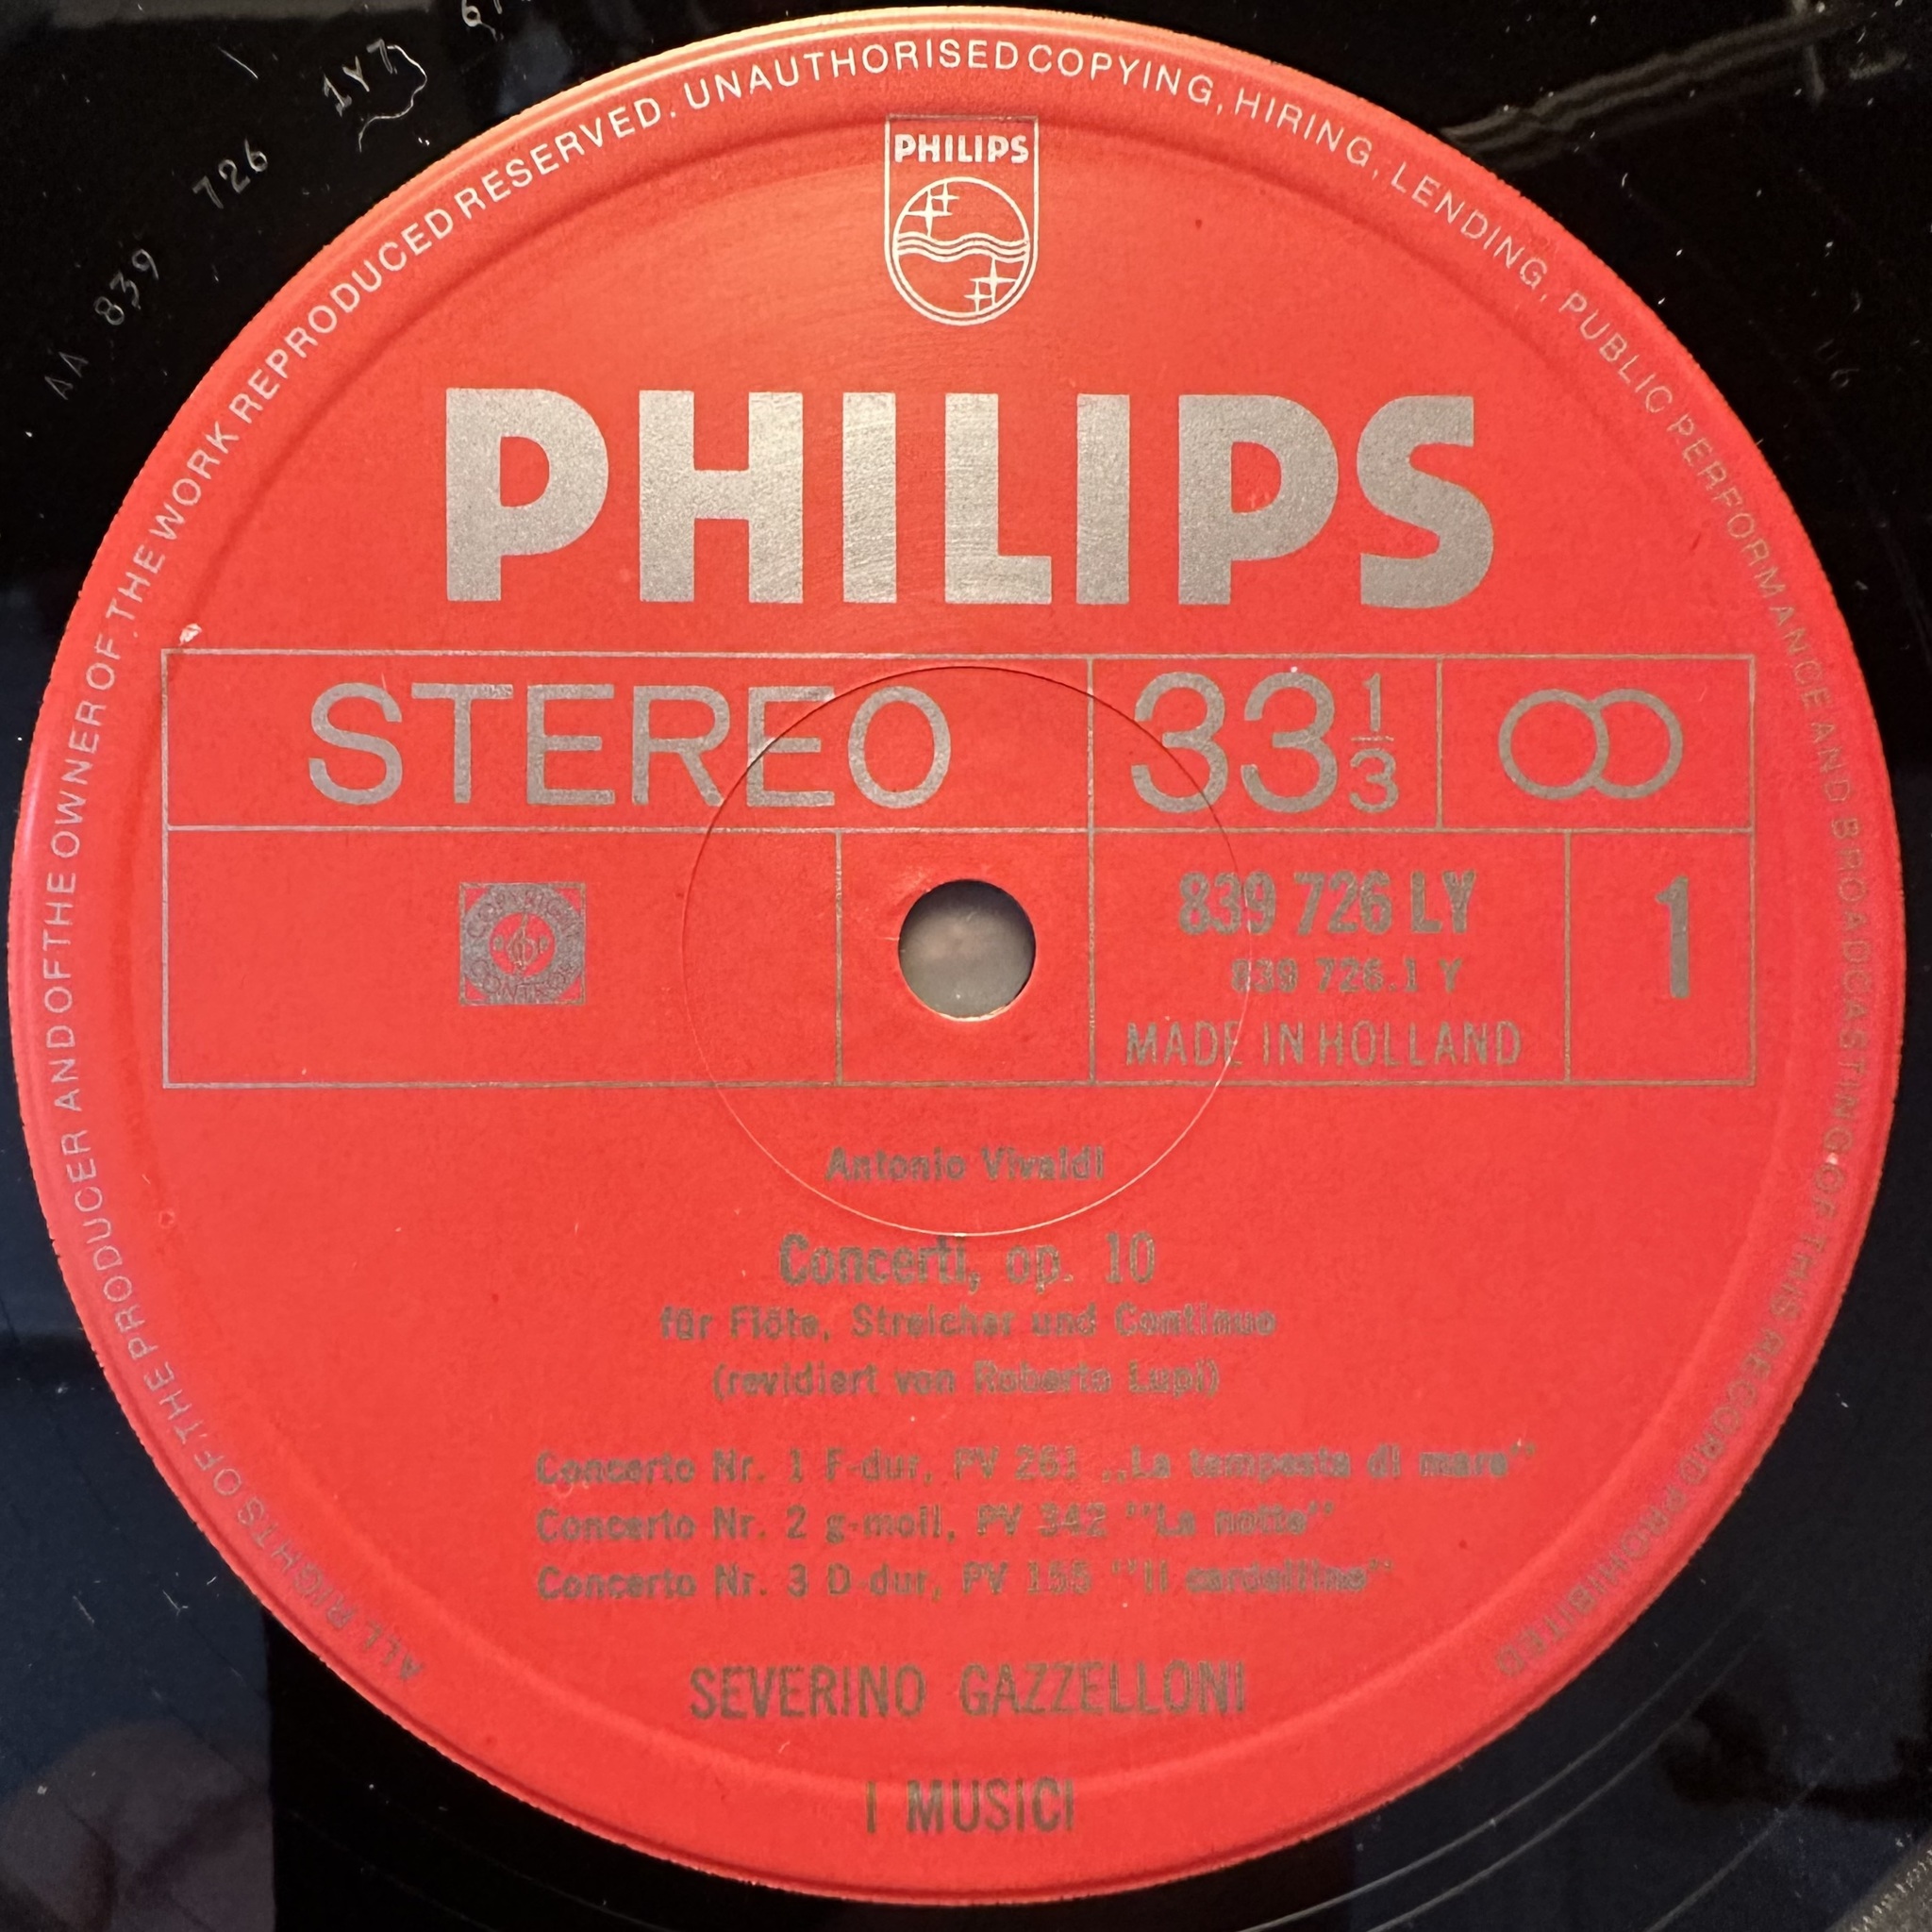 ALL RIGHTS OF THE PRODUCER AND OF THE OWNER OF THE WORK REPRODUCED RESERVED. UNAUTHORISED COPYING, HIRING, LENDING, PUBLIC PERFORMANCE AND BROADCASTING OF THIS RECORD PROHIBITED
AA 839 726 1Y7
PHILIPS
PHILIPS
STEREO
33 1/3
COPYRIGHT CONTROL
839 726 LY
839 726.1 Y
MADE IN HOLLAND
1
Antonio Vivaldi
Concerti, op. 10
für Flöte, Streicher und Continuo
(revidiert von Roberto Lupi)
Concerto Nr. 1 F-dur, PV 261 „La tempesta di mare"
Concerto Nr. 2 g-moll, PV 342 "La notte"
Concerto Nr. 3 D-dur, PV 155 "Il cardellino"
SEVERINO GAZZELLONI
I MUSICI